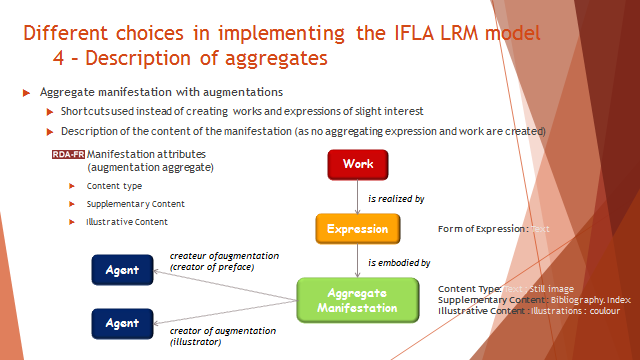 Different choices in implementing the IFLA LRM model
4 – Description of aggregates
Aggregate manifestation with augmentations
Shortcuts used instead of creating works and expressions of slight interest
Description of the content of the manifestation (as no aggregating expression and work are created)
RDA-FR Manifestation attributes
(augmentation aggregate)
Content type
Supplementary Content
Illustrative Content
Work
is realized by
Expression
Form of Expression : Text
is embodied by
createur ofaugmentation
(creator of preface)
Agent
Aggregate
Manifestation
Content Type: Text ; Still image
Supplementary Content : Bibliography. Index
Illustrative Content : Illustrations : coulour
Agent
creator of augmentation
(illustrator)